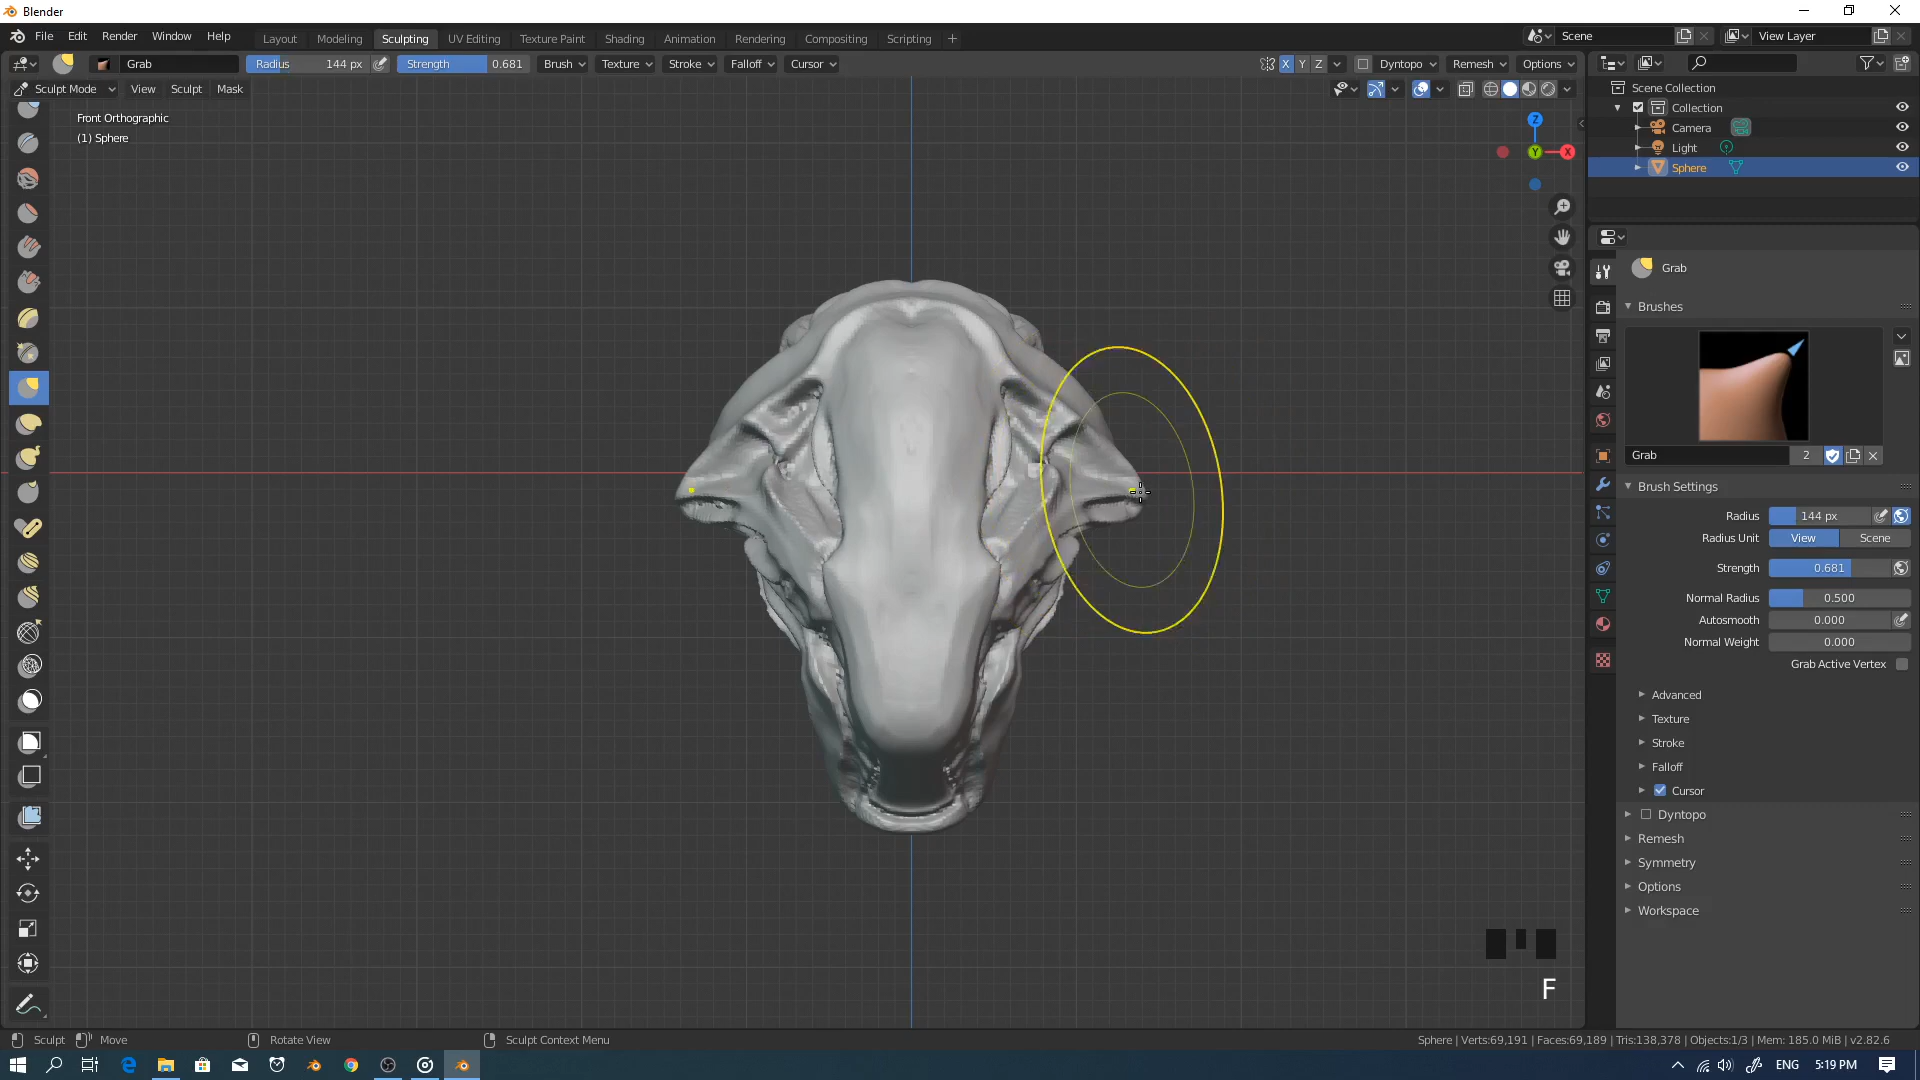 Blender
File Edit Render Window Help
Layout Modeling Sculpting UV Editing Texture Paint Shading Animation Rendering Compositing Scripting
Scene
View Layer
Grab
Radius 144 px
Strength 0.681
Brush Texture Stroke Falloff Cursor
X Y Z
Dyntopo Remesh Options
Sculpt Mode View Sculpt Mask
Front Orthographic
(1) Sphere
Z
Y
X
Scene Collection
Collection
Camera
Light
Sphere
Grab
Brushes
Grab 2
Brush Settings
Radius 144 px
Radius Unit View Scene
Strength 0.681
Normal Radius 0.500
Autosmooth 0.000
Normal Weight 0.000
Grab Active Vertex
Advanced
Texture
Stroke
Falloff
Cursor
Dyntopo
Remesh
Symmetry
Options
Workspace
F
Sculpt Move Rotate View Sculpt Context Menu
Sphere | Verts:69,191 | Faces:69,189 | Tris:138,378 | Objects:1/3 | Mem: 185.0 MiB | v2.82.6
ENG 5:19 PM